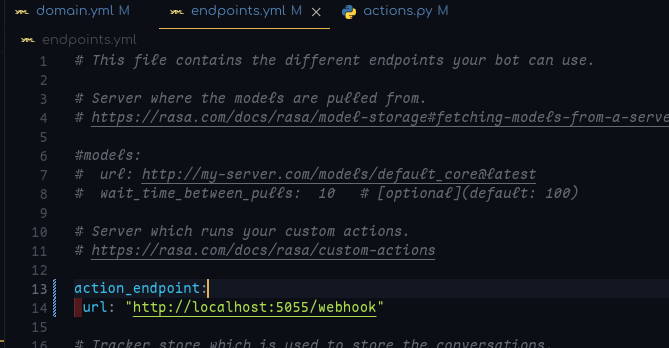 domain.yml M endpoints.yml M × actions.py M
endpoints.yml
1 # This file contains the different endpoints your bot can use.
2
3 # Server where the models are pulled from.
4 # https://rasa.com/docs/rasa/model-storage#fetching-models-from-a-serve
5
6 #models:
7 #  url: http://my-server.com/models/default_core@latest
8 #  wait_time_between_pulls:  10   # [optional](default: 100)
9
10 # Server which runs your custom actions.
11 # https://rasa.com/docs/rasa/custom-actions
12
13 action_endpoint:
14  url: "http://localhost:5055/webhook"
15
16 # Tracker store which is used to store the conversations.